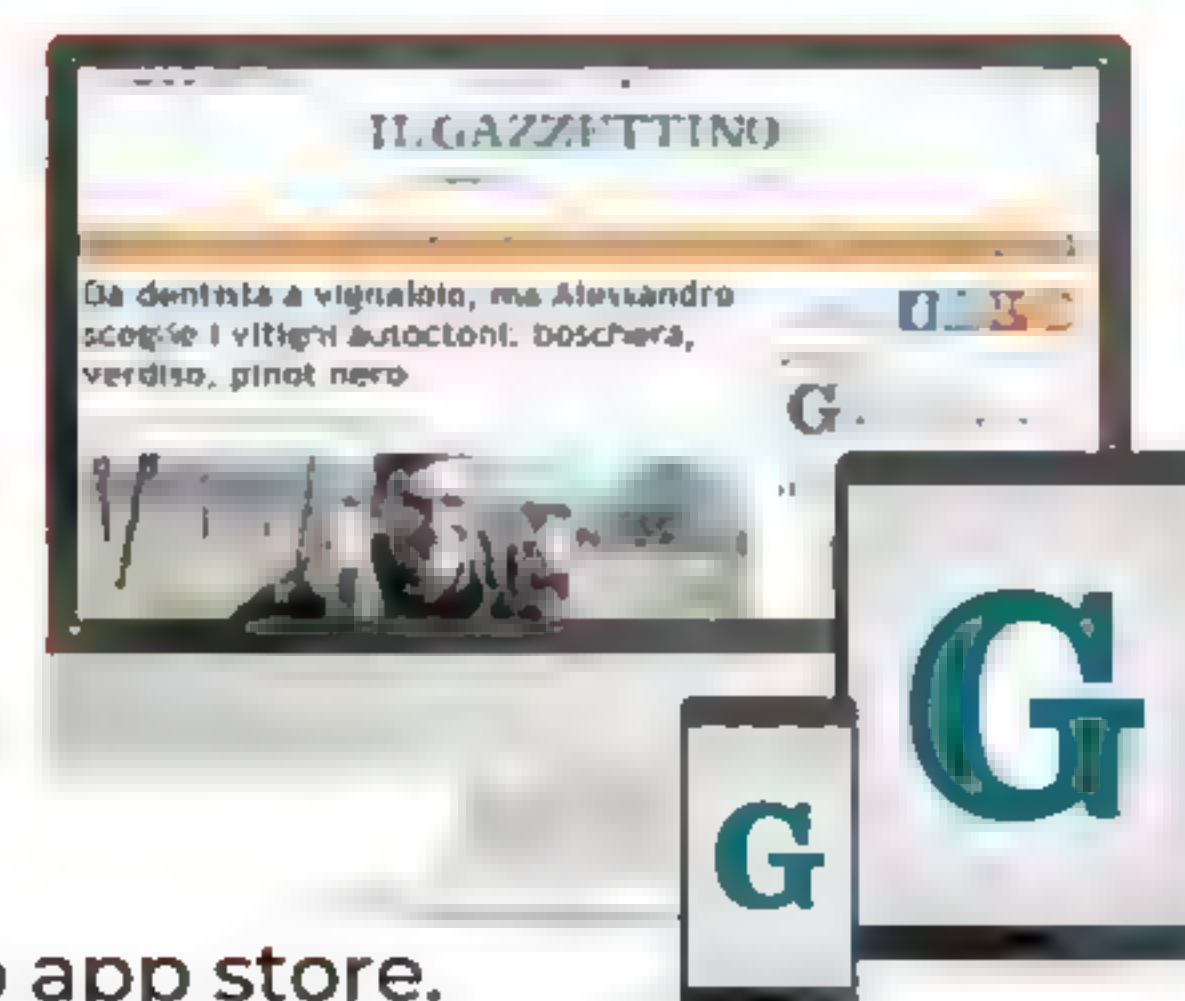 IL GAZZETTINO
Da dentista a vignaiolo, ma Alessandro
sceglie i vitigni autoctoni: boschera,
verdiso, pinot nero
G
G
G
app store.